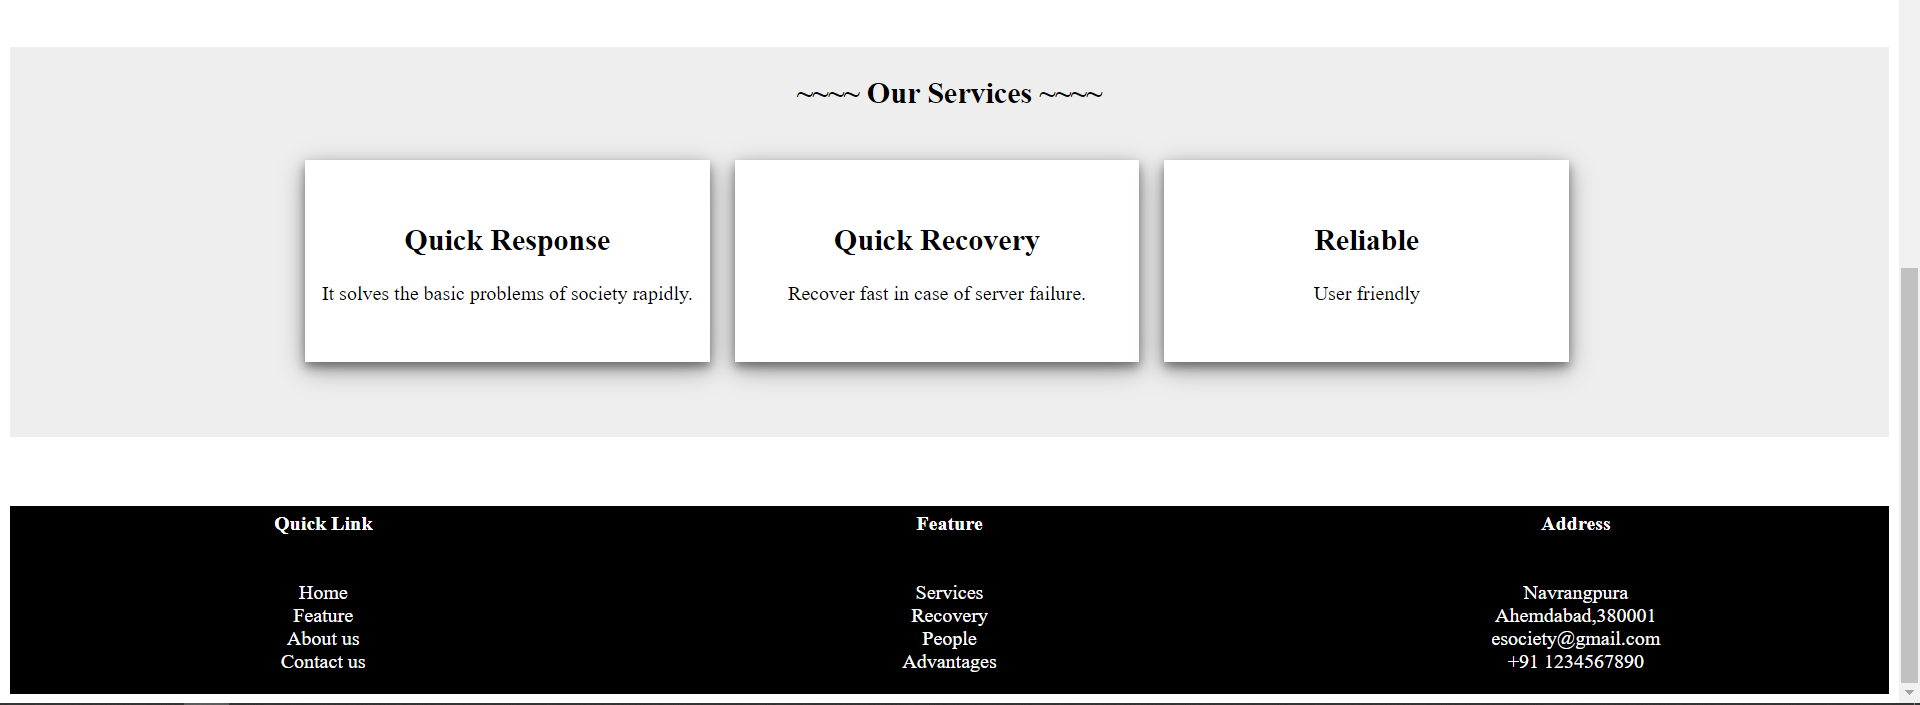 ~~~~ Our Services ~~~~
Quick Response
It solves the basic problems of society rapidly.
Quick Recovery
Recover fast in case of server failure.
Reliable
User friendly
Quick Link
Home
Feature
About us
Contact us
Feature
Services
Recovery
People
Advantages
Address
Navrangpura
Ahemdabad,380001
esociety@gmail.com
+91 1234567890